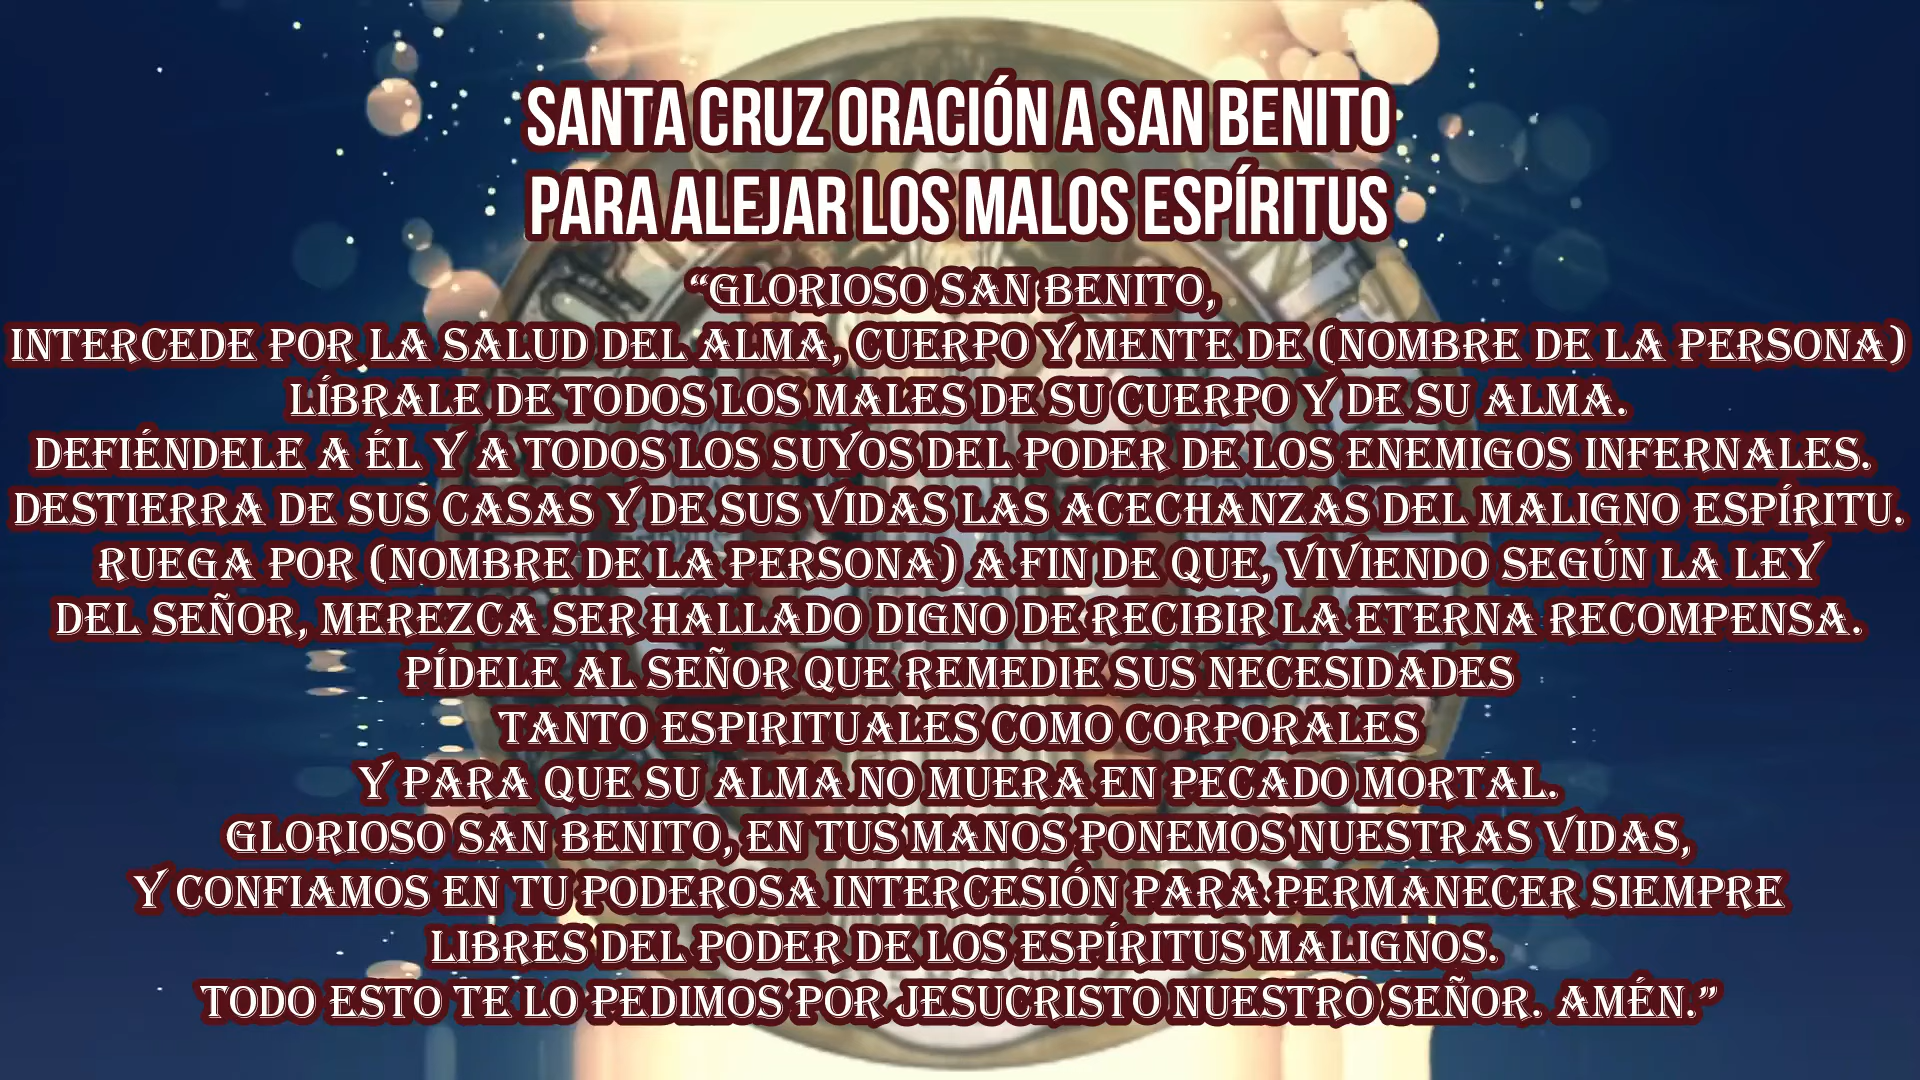 SANTA CRUZ ORACIÓN A SAN BENITO
PARA ALEJAR LOS MALOS ESPÍRITUS
“GLORIOSO SAN BENITO,
INTERCEDE POR LA SALUD DEL ALMA, CUERPO Y MENTE DE (NOMBRE DE LA PERSONA)
LÍBRALE DE TODOS LOS MALES DE SU CUERPO Y DE SU ALMA.
DEFIÉNDELE A ÉL Y A TODOS LOS SUYOS DEL PODER DE LOS ENEMIGOS INFERNALES.
DESTIERRA DE SUS CASAS Y DE SUS VIDAS LAS ACECHANZAS DEL MALIGNO ESPÍRITU.
RUEGA POR (NOMBRE DE LA PERSONA) A FIN DE QUE, VIVIENDO SEGÚN LA LEY
DEL SEÑOR, MEREZCA SER HALLADO DIGNO DE RECIBIR LA ETERNA RECOMPENSA.
PÍDELE AL SEÑOR QUE REMEDIE SUS NECESIDADES
TANTO ESPIRITUALES COMO CORPORALES
Y PARA QUE SU ALMA NO MUERA EN PECADO MORTAL.
GLORIOSO SAN BENITO, EN TUS MANOS PONEMOS NUESTRAS VIDAS,
Y CONFIAMOS EN TU PODEROSA INTERCESIÓN PARA PERMANECER SIEMPRE
LIBRES DEL PODER DE LOS ESPÍRITUS MALIGNOS.
TODO ESTO TE LO PEDIMOS POR JESUCRISTO NUESTRO SEÑOR. AMÉN.”